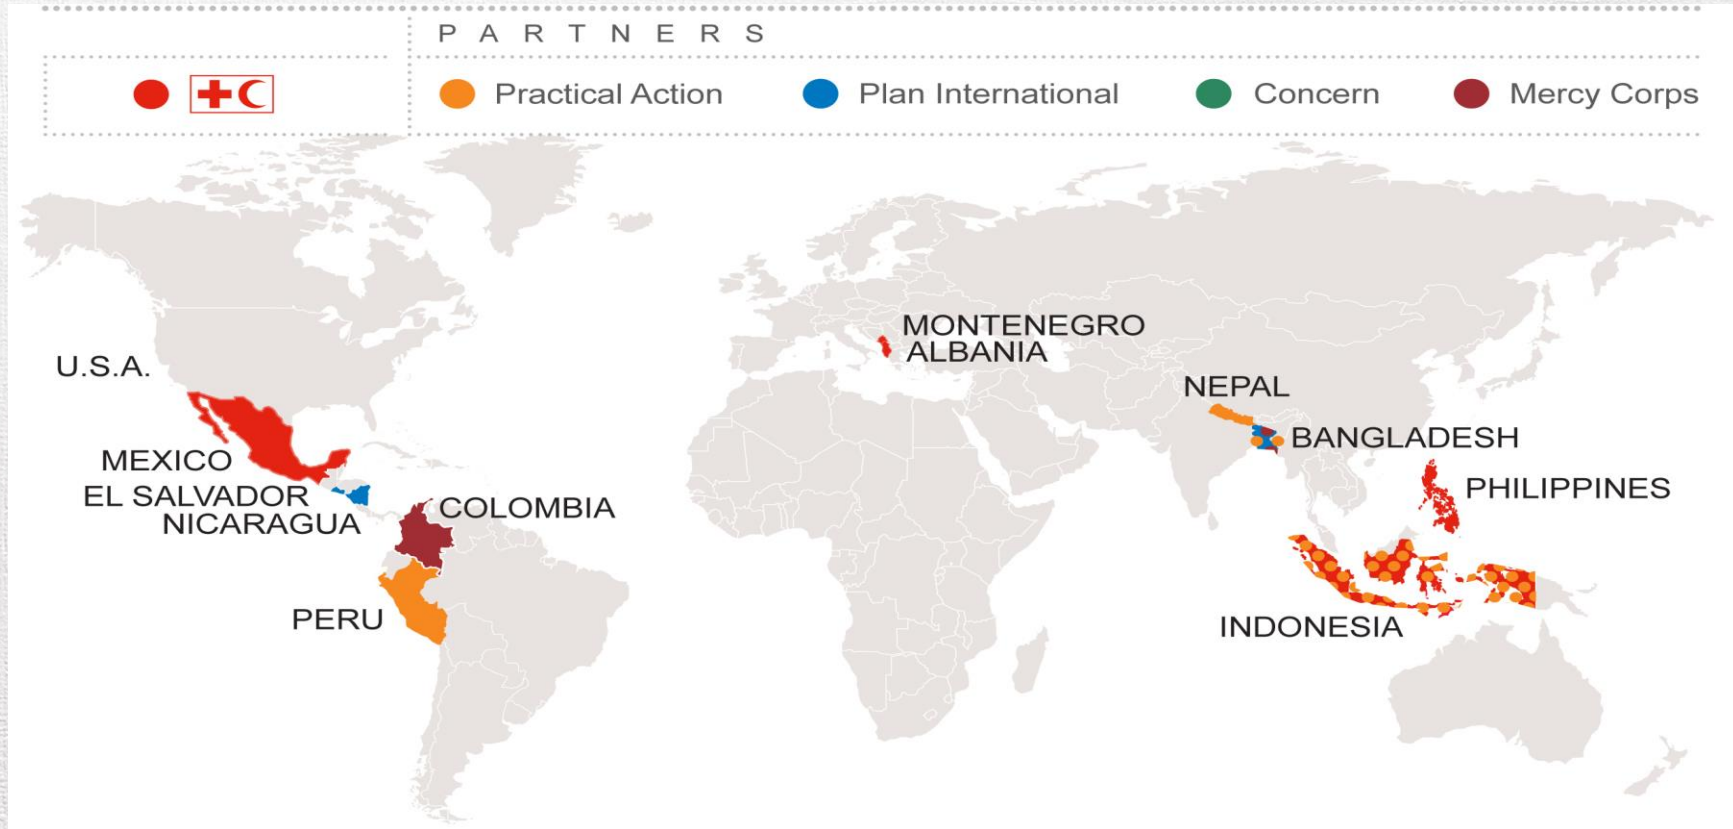 PARTNERS
Practical Action Plan International Concern Mercy Corps
MONTENEGRO
ALBANIA
U.S.A.
NEPAL
BANGLADESH
MEXICO
EL SALVADOR
NICARAGUA
COLOMBIA
PHILIPPINES
PERU
INDONESIA